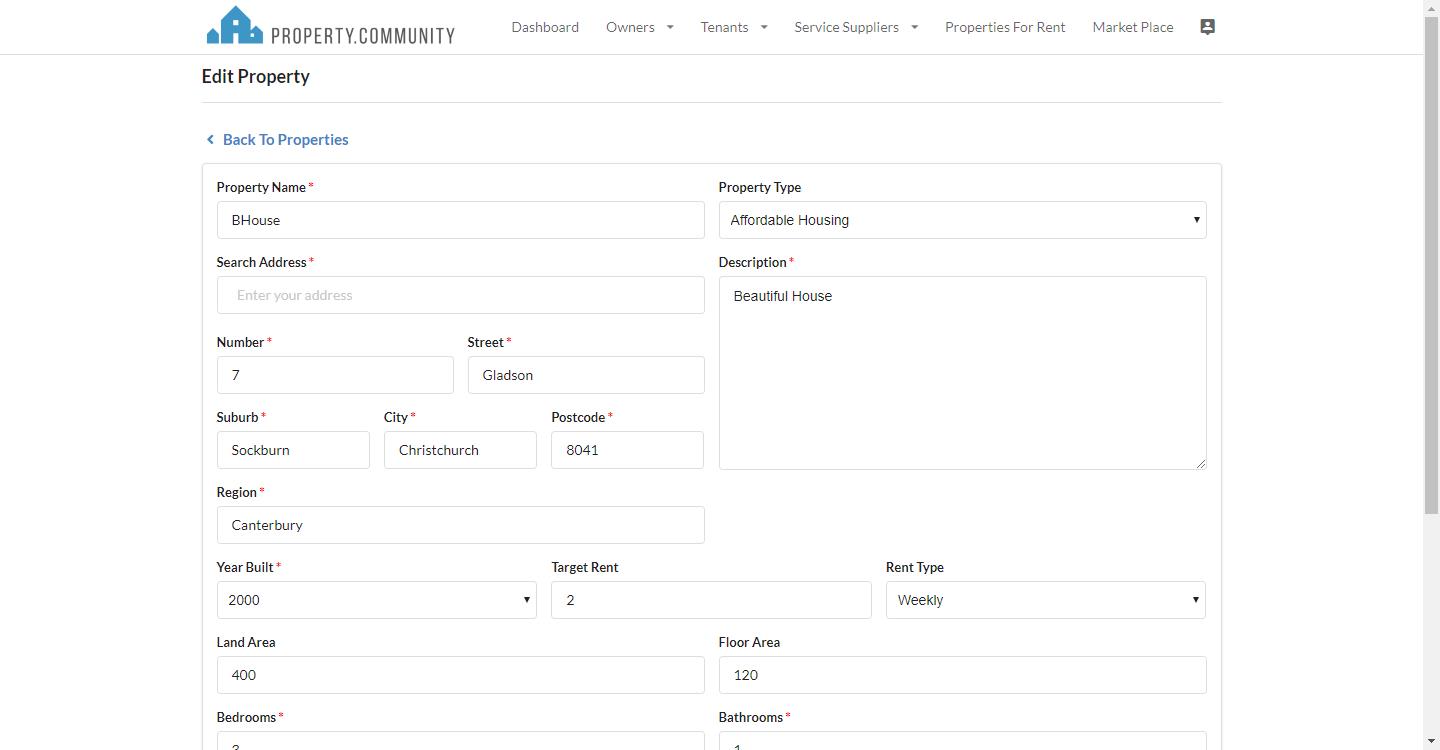 PROPERTY.COMMUNITY
Dashboard Owners Tenants Service Suppliers Properties For Rent Market Place
Edit Property
Back To Properties
Property Name* Property Type
BHouse Affordable Housing
Search Address* Description*
Enter your address Beautiful House
Number* Street*
7 Gladson
Suburb* City* Postcode*
Sockburn Christchurch 8041
Region*
Canterbury
Year Built* Target Rent Rent Type
2000 2 Weekly
Land Area Floor Area
400 120
Bedrooms* Bathrooms*
3 1